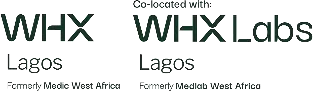 WHX
Lagos
Formerly Medic West Africa
Co-located with:
WHX Labs
Lagos
Formerly Medlab West Africa